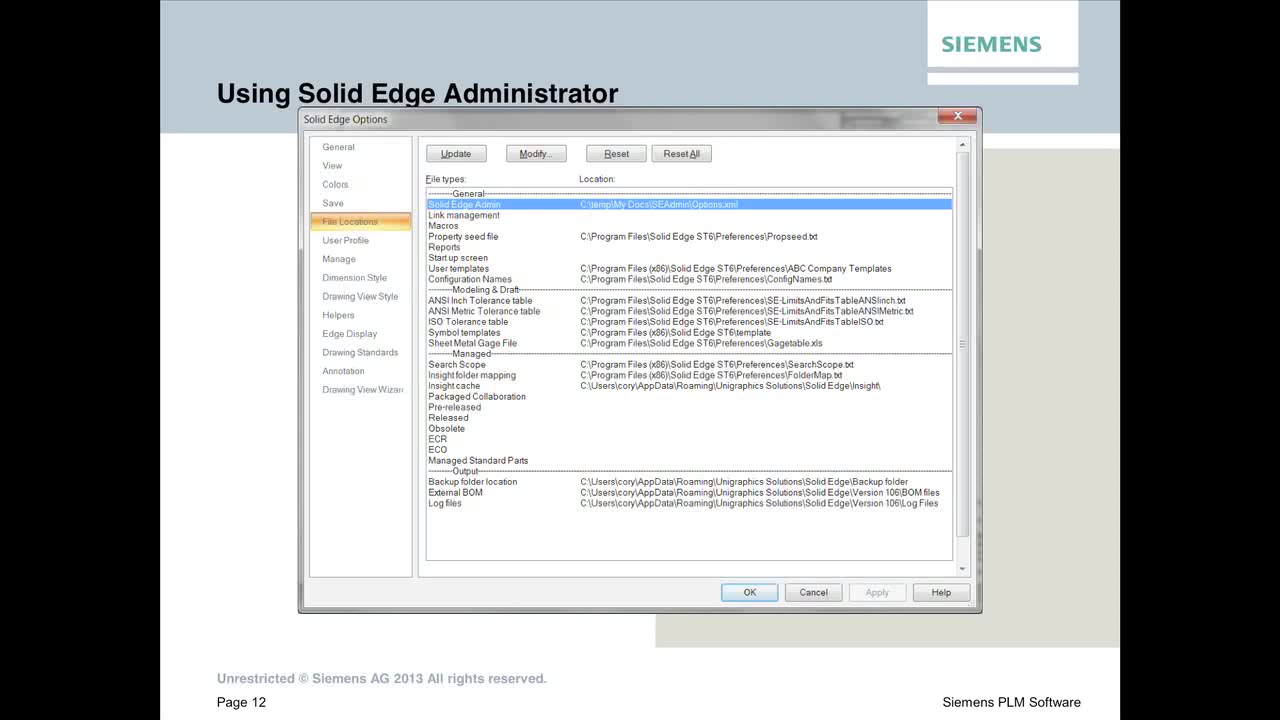 SIEMENS
Using Solid Edge Administrator
Solid Edge Options
General
View
Colors
Save
File Locations
User Profile
Manage
Dimension Style
Drawing View Style
Helpers
Edge Display
Drawing Standards
Annotation
Drawing View Wizard
Update Modify... Reset Reset All
File types: Location:
--------General--------
Solid Edge Admin C:\temp\My Docs\SEAdmin\Options.xml
Link management
Macros
Property seed file C:\Program Files\Solid Edge ST6\Preferences\Propseed.txt
Reports
Start up screen
User templates C:\Program Files (x86)\Solid Edge ST6\Preferences\ABC Company Templates
Configuration Names C:\Program Files\Solid Edge ST6\Preferences\ConfigNames.txt
--------Modeling & Draft--------
ANSI Inch Tolerance table C:\Program Files\Solid Edge ST6\Preferences\SE-LimitsAndFitsTableANSIInch.txt
ANSI Metric Tolerance table C:\Program Files\Solid Edge ST6\Preferences\SE-LimitsAndFitsTableANSIMetric.txt
ISO Tolerance table C:\Program Files\Solid Edge ST6\Preferences\SE-LimitsAndFitsTableISO.txt
Symbol templates C:\Program Files (x86)\Solid Edge ST6\template
Sheet Metal Gage File C:\Program Files\Solid Edge ST6\Preferences\Gagetable.xls
--------Managed--------
Search Scope C:\Program Files (x86)\Solid Edge ST6\Preferences\SearchScope.txt
Insight folder mapping C:\Program Files (x86)\Solid Edge ST6\Preferences\FolderMap.txt
Insight cache C:\Users\cory\AppData\Roaming\Unigraphics Solutions\Solid Edge\Insight\
Packaged Collaboration
Pre-released
Released
Obsolete
ECR
ECO
Managed Standard Parts
--------Output--------
Backup folder location C:\Users\cory\AppData\Roaming\Unigraphics Solutions\Solid Edge\Backup folder
External BOM C:\Users\cory\AppData\Roaming\Unigraphics Solutions\Solid Edge\Version 106\BOM files
Log files C:\Users\cory\AppData\Roaming\Unigraphics Solutions\Solid Edge\Version 106\Log Files
OK Cancel Apply Help
Unrestricted © Siemens AG 2013 All rights reserved.
Page 12 Siemens PLM Software